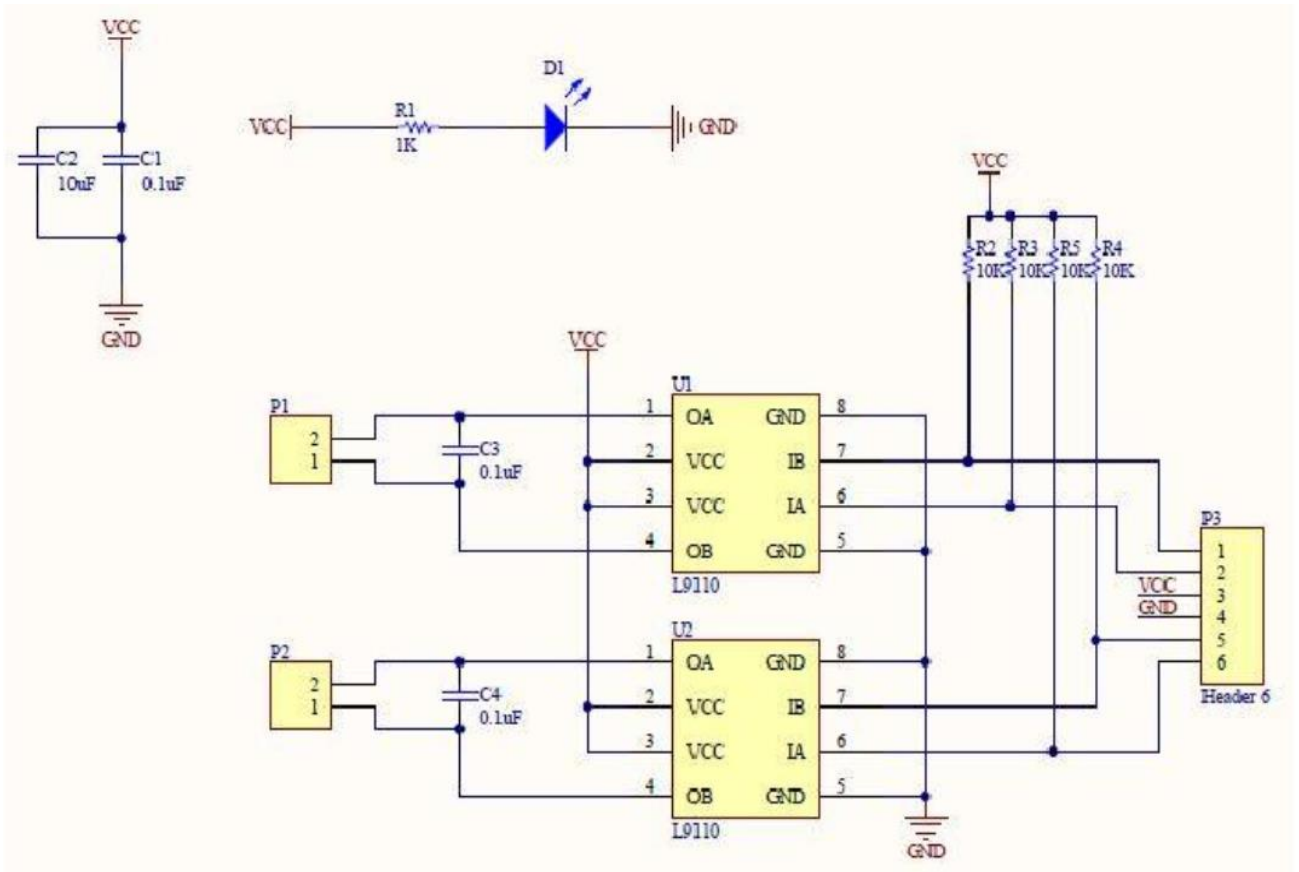 VCC
C2
10uF
C1
0.1uF
GND
VCC
R1
1K
D1
GND
VCC
R2
10K
R3
10K
R5
10K
R4
10K
VCC
P1
2
1
C3
0.1uF
U1
1 OA GND 8
2 VCC IB 7
3 VCC IA 6
4 OB GND 5
L9110
P3
1
2
VCC 3
GND 4
5
6
Header 6
P2
2
1
C4
0.1uF
U2
1 OA GND 8
2 VCC IB 7
3 VCC IA 6
4 OB GND 5
L9110
GND